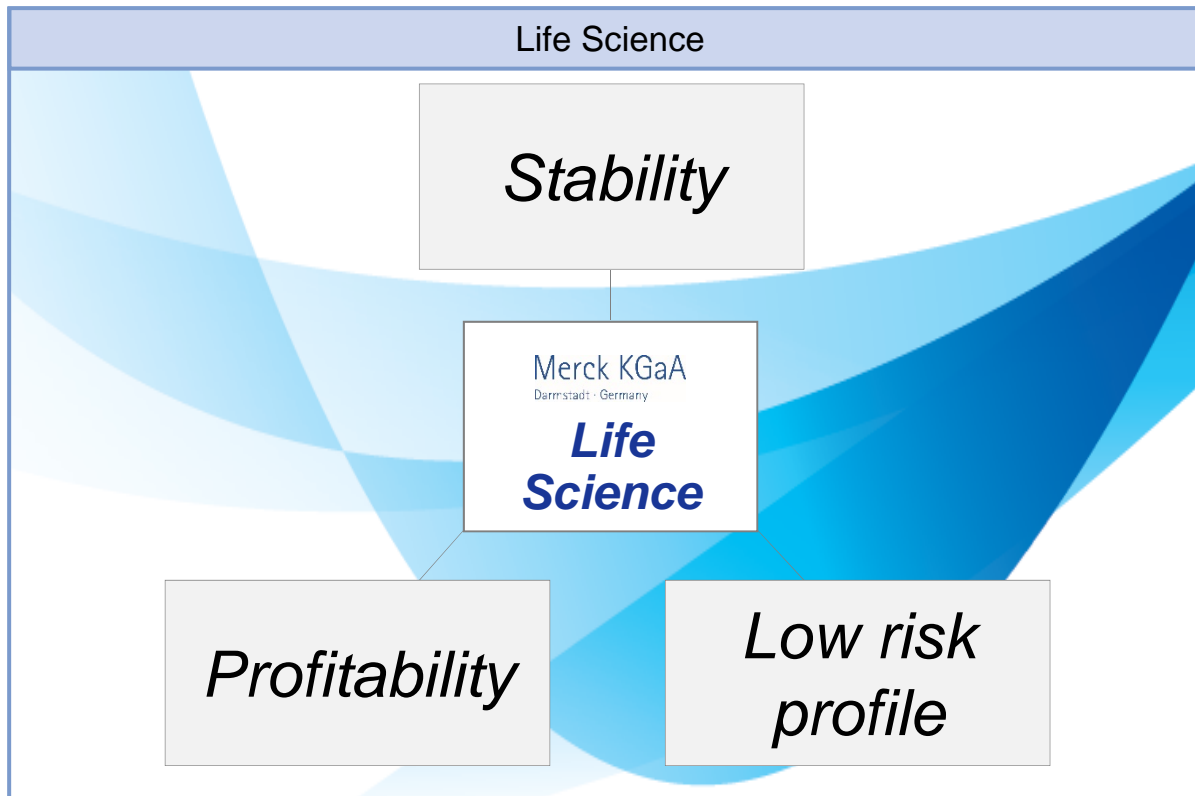 Life Science
Stability
Merck KGaA
Darmstadt · Germany
Life
Science
Profitability
Low risk
profile